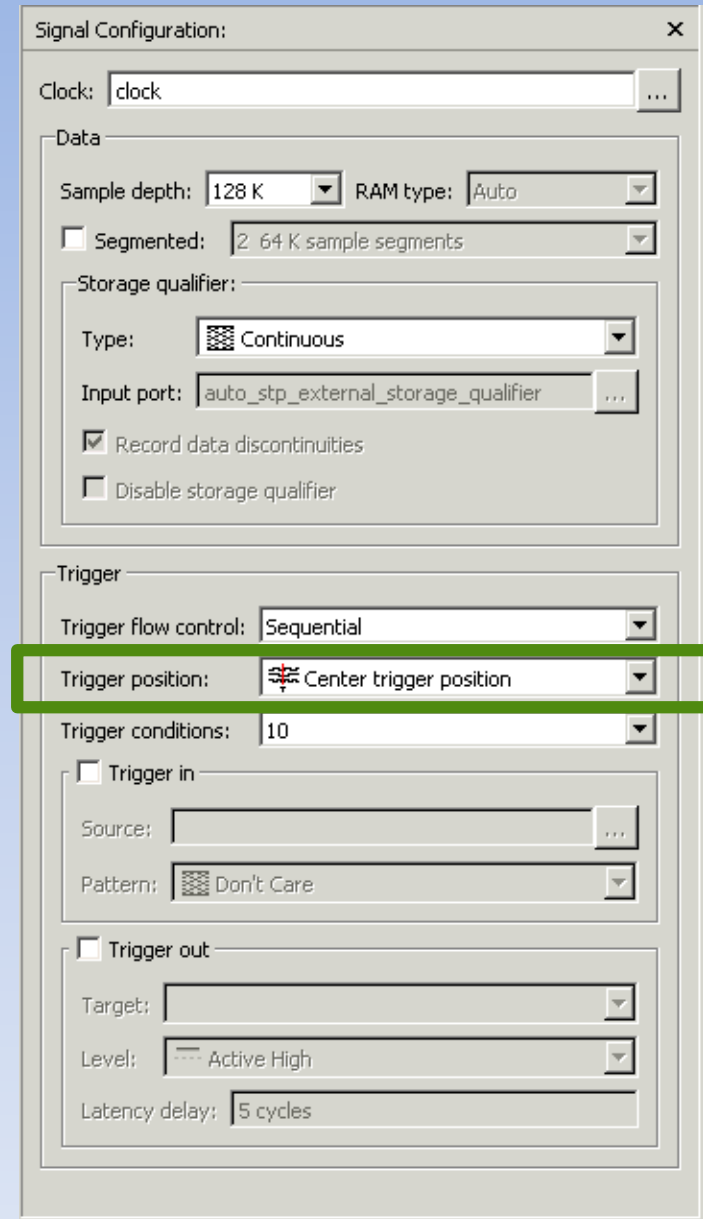 Signal Configuration:
Clock: clock ...
Data
Sample depth: 128 K RAM type: Auto
Segmented: 2 64 K sample segments
Storage qualifier:
Type: Continuous
Input port: auto_stp_external_storage_qualifier ...
Record data discontinuities
Disable storage qualifier
Trigger
Trigger flow control: Sequential
Trigger position: Center trigger position
Trigger conditions: 10
Trigger in
Source: ...
Pattern: Don't Care
Trigger out
Target:
Level: Active High
Latency delay: 5 cycles